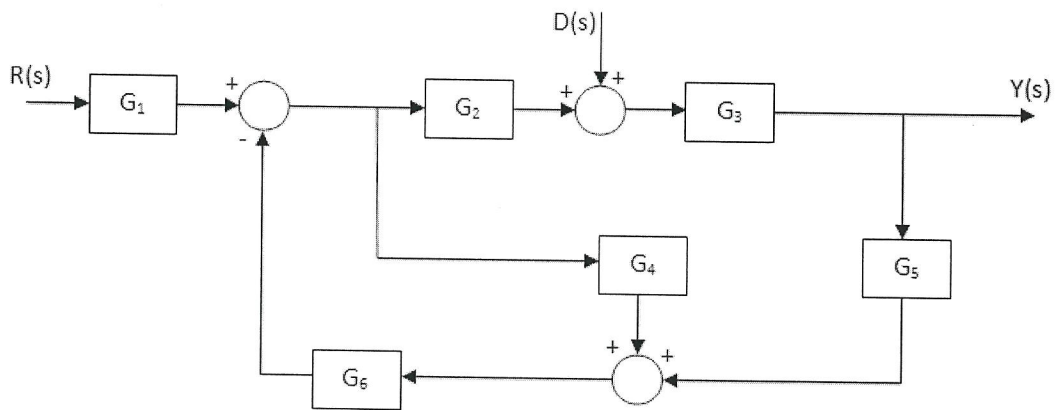 D(s)
R(s)
+
+
+
Y(s)
G₁
G₂
G₃
-
G₄
G₅
+
+
G₆